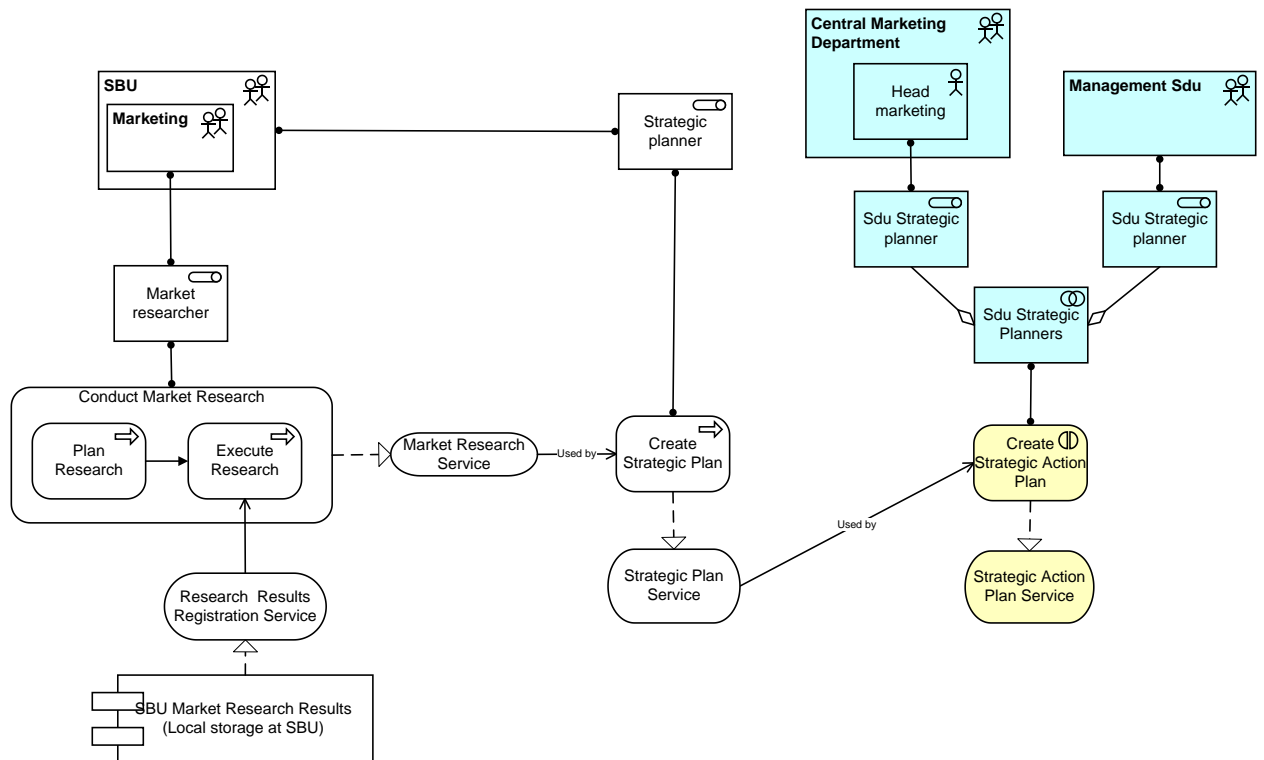 Central Marketing
Department
Head
marketing
Management Sdu
SBU
Marketing
Strategic
planner
Sdu Strategic
planner
Sdu Strategic
planner
Market
researcher
Sdu Strategic
Planners
Conduct Market Research
Plan
Research
Execute
Research
Market Research
Service
Used by
Create
Strategic Plan
Create
Strategic Action
Plan
Used by
Research Results
Registration Service
Strategic Plan
Service
Strategic Action
Plan Service
SBU Market Research Results
(Local storage at SBU)